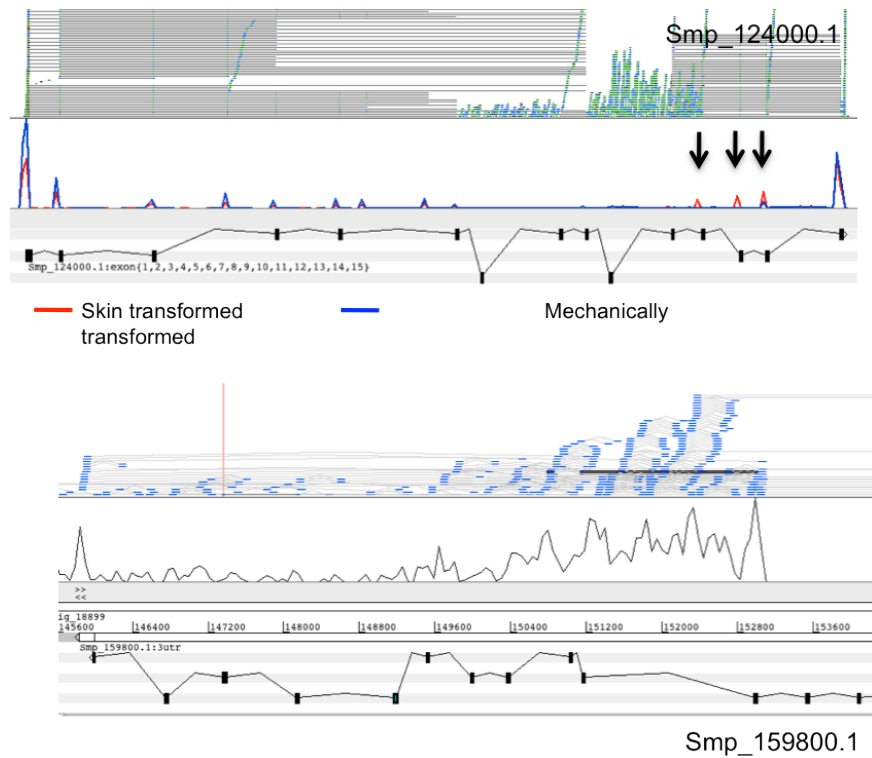 Smp_124000.1
Smp_124000.1:exon{1,2,3,4,5,6,7,8,9,10,11,12,13,14,15}
Skin transformed Mechanically
transformed
>>
<<
ig_18899
145600 146400 147200 148000 148800 149600 150400 151200 152000 152800 153600
Smp_159800.1:3utr
Smp_159800.1